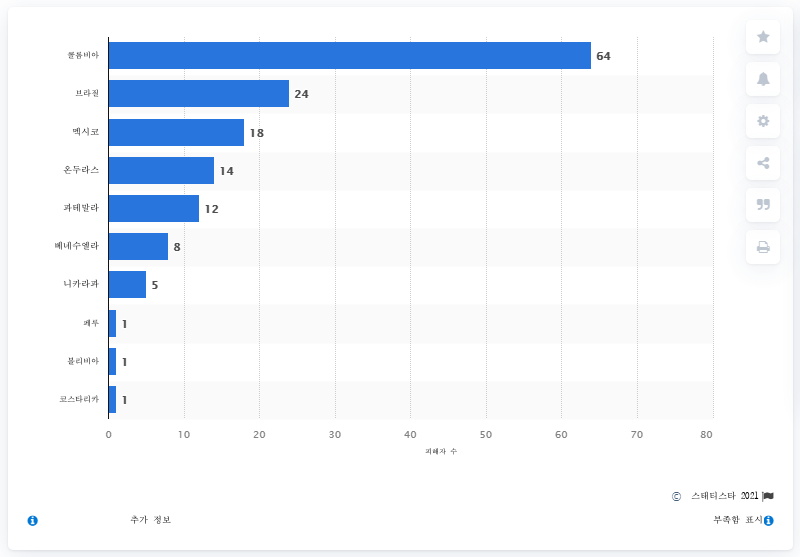 콜롬비아 64
브라질 24
멕시코 18
온두라스 14
과테말라 12
베네수엘라 8
니카라과 5
페루 1
볼리비아 1
코스타리카 1
0 10 20 30 40 50 60 70 80
피해자 수
© 스태티스타 2021
추가 정보 부족함 표시